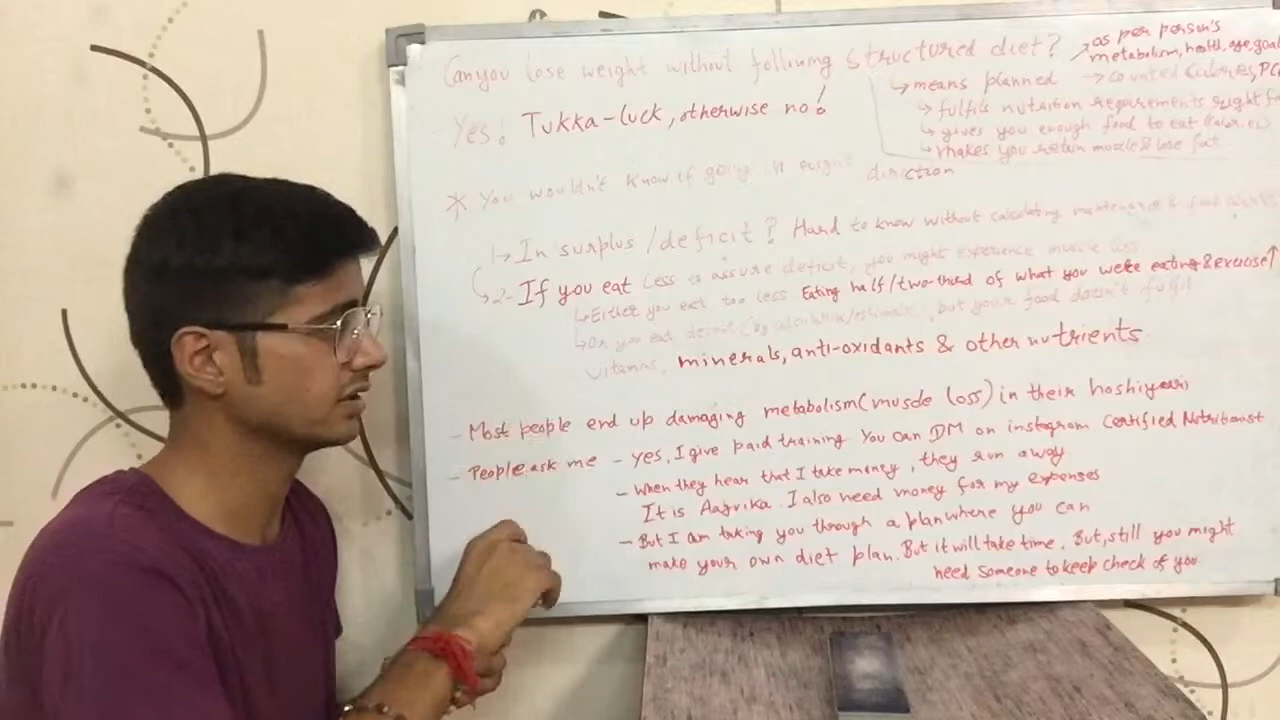 Can you lose weight without following structured diet?
as per person's
metabolism, health, age, goal
Yes! Tukka-luck, otherwise no!
↳ means planned → counted calories, PC
↳ fulfils nutrition requirements right f
↳ gives you enough food to eat
↳ makes you retain muscle & lose fat
* You wouldn't know if going in right direction
1- In surplus/deficit? Hard to know without calculating maintenance & food
2- If you eat less to assure deficit, you might experience muscle loss
↳ Either you eat too less Eating half/two-third of what you were eating & exercise↑
↳ Or you eat deficit (by calculation/estimate), but your food doesn't fulfil
vitamins, minerals, anti-oxidants & other nutrients
- Most people end up damaging metabolism (muscle loss) in their hoshiyari
- People ask me - Yes, I give paid training You can DM on instagram Certified Nutritionist
- When they hear that I take money, they run away
It is Aajvika. I also need money for my expenses
- But I am taking you through a plan where you can
make your own diet plan. But it will take time. But, still you might
need someone to keep check of you